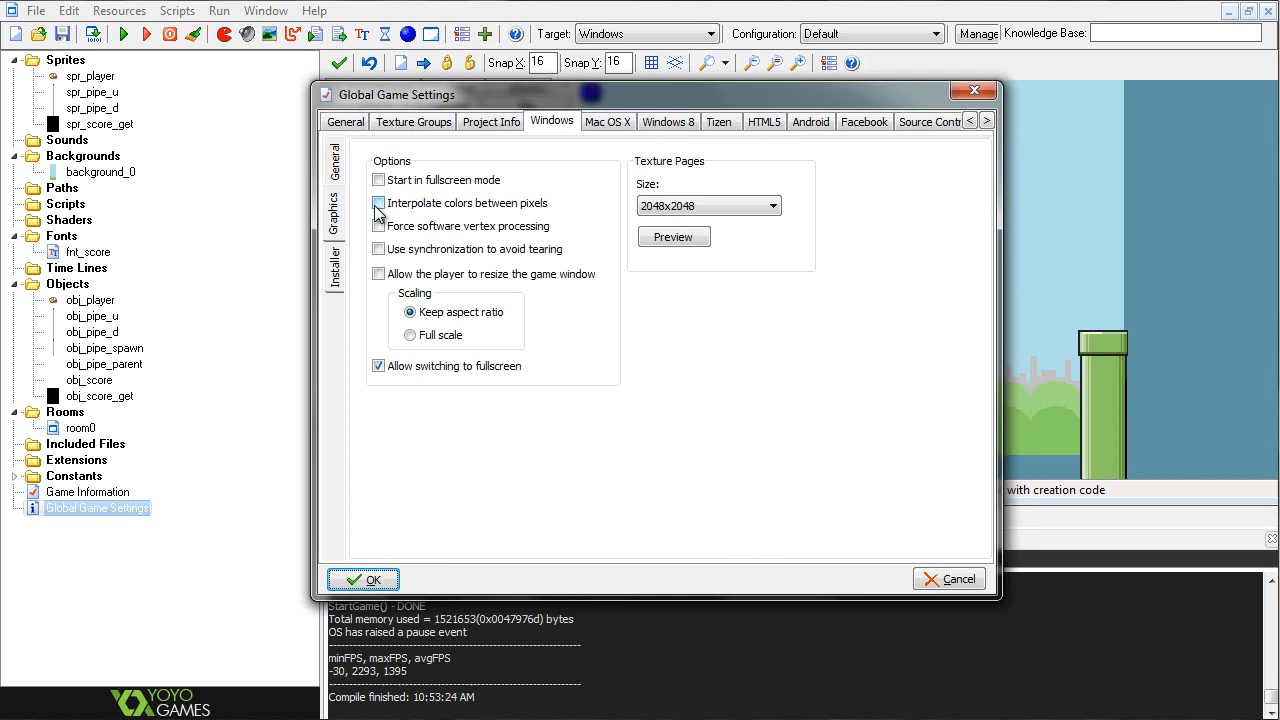 File Edit Resources Scripts Run Window Help
Target: Windows Configuration: Default Manage Knowledge Base:
Snap X: 16 Snap Y: 16
Sprites
spr_player
spr_pipe_u
spr_pipe_d
spr_score_get
Sounds
Backgrounds
background_0
Paths
Scripts
Shaders
Fonts
fnt_score
Time Lines
Objects
obj_player
obj_pipe_u
obj_pipe_d
obj_pipe_spawn
obj_pipe_parent
obj_score
obj_score_get
Rooms
room0
Included Files
Extensions
Constants
Game Information
Global Game Settings
YOYO
GAMES
Global Game Settings
General Texture Groups Project Info Windows Mac OS X Windows 8 Tizen HTML5 Android Facebook Source Contr
General
Graphics
Installer
Options
Start in fullscreen mode
Interpolate colors between pixels
Force software vertex processing
Use synchronization to avoid tearing
Allow the player to resize the game window
Scaling
Keep aspect ratio
Full scale
Allow switching to fullscreen
Texture Pages
Size:
2048x2048
Preview
OK
Cancel
with creation code
StartGame() - DONE
Total memory used = 1521653(0x0047976d) bytes
OS has raised a pause event
minFPS, maxFPS, avgFPS
-30, 2293, 1395
Compile finished: 10:53:24 AM